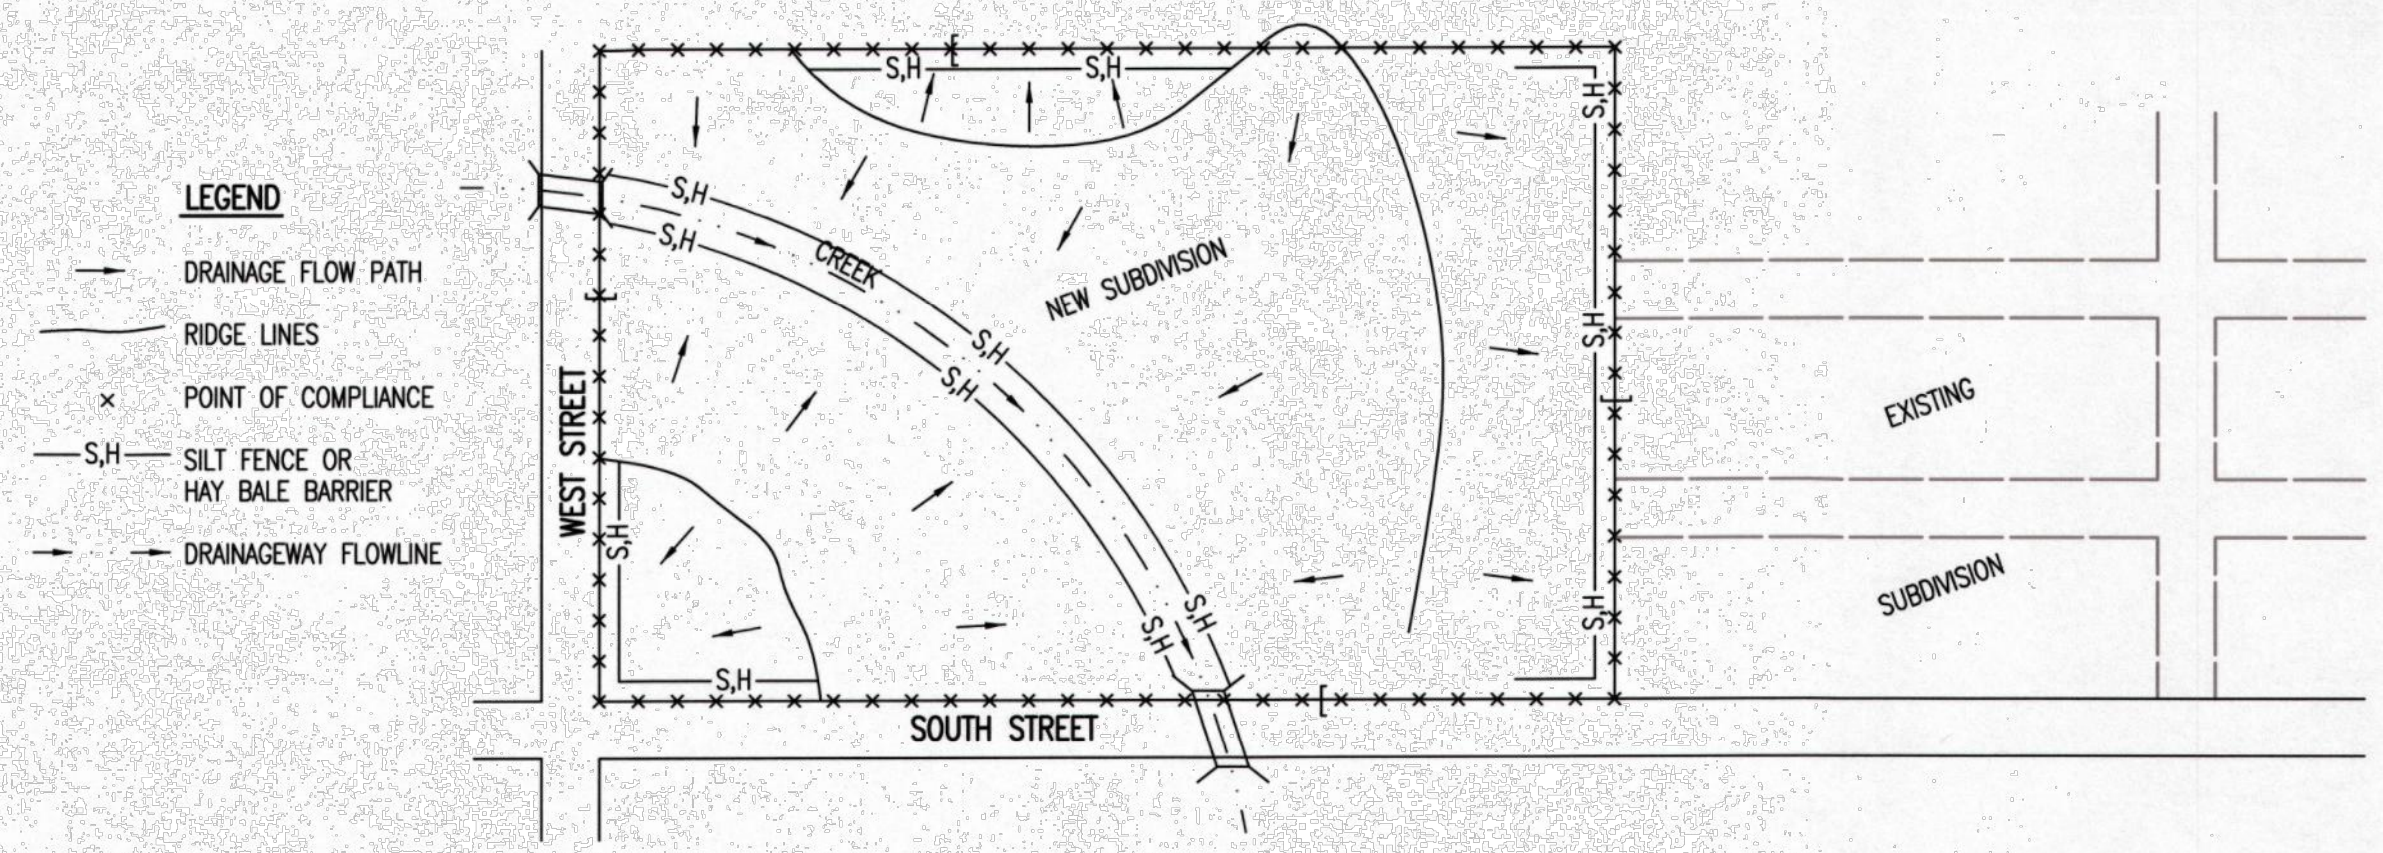 S,H
S,H
S,H
LEGEND
S,H
S,H
DRAINAGE FLOW PATH
CREEK
NEW SUBDIVISION
RIDGE LINES
S,H
S,H
S,H
POINT OF COMPLIANCE
WEST STREET
EXISTING
S,H
SILT FENCE OR
HAY BALE BARRIER
S,H
DRAINAGEWAY FLOWLINE
SUBDIVISION
S,H
S,H
S,H
S,H
SOUTH STREET